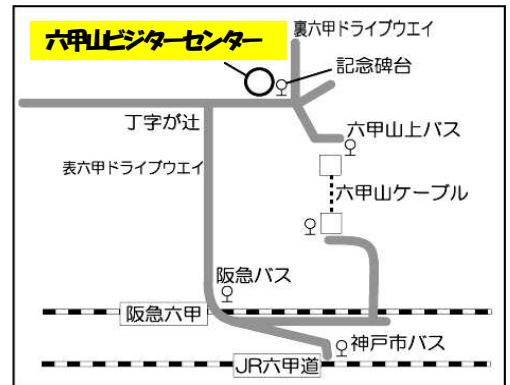 裏六甲ドライブウエイ
六甲山ビジターセンター
記念碑台
丁字が辻
六甲山上バス
表六甲ドライブウエイ
六甲山ケーブル
阪急バス
阪急六甲
神戸市バス
JR六甲道